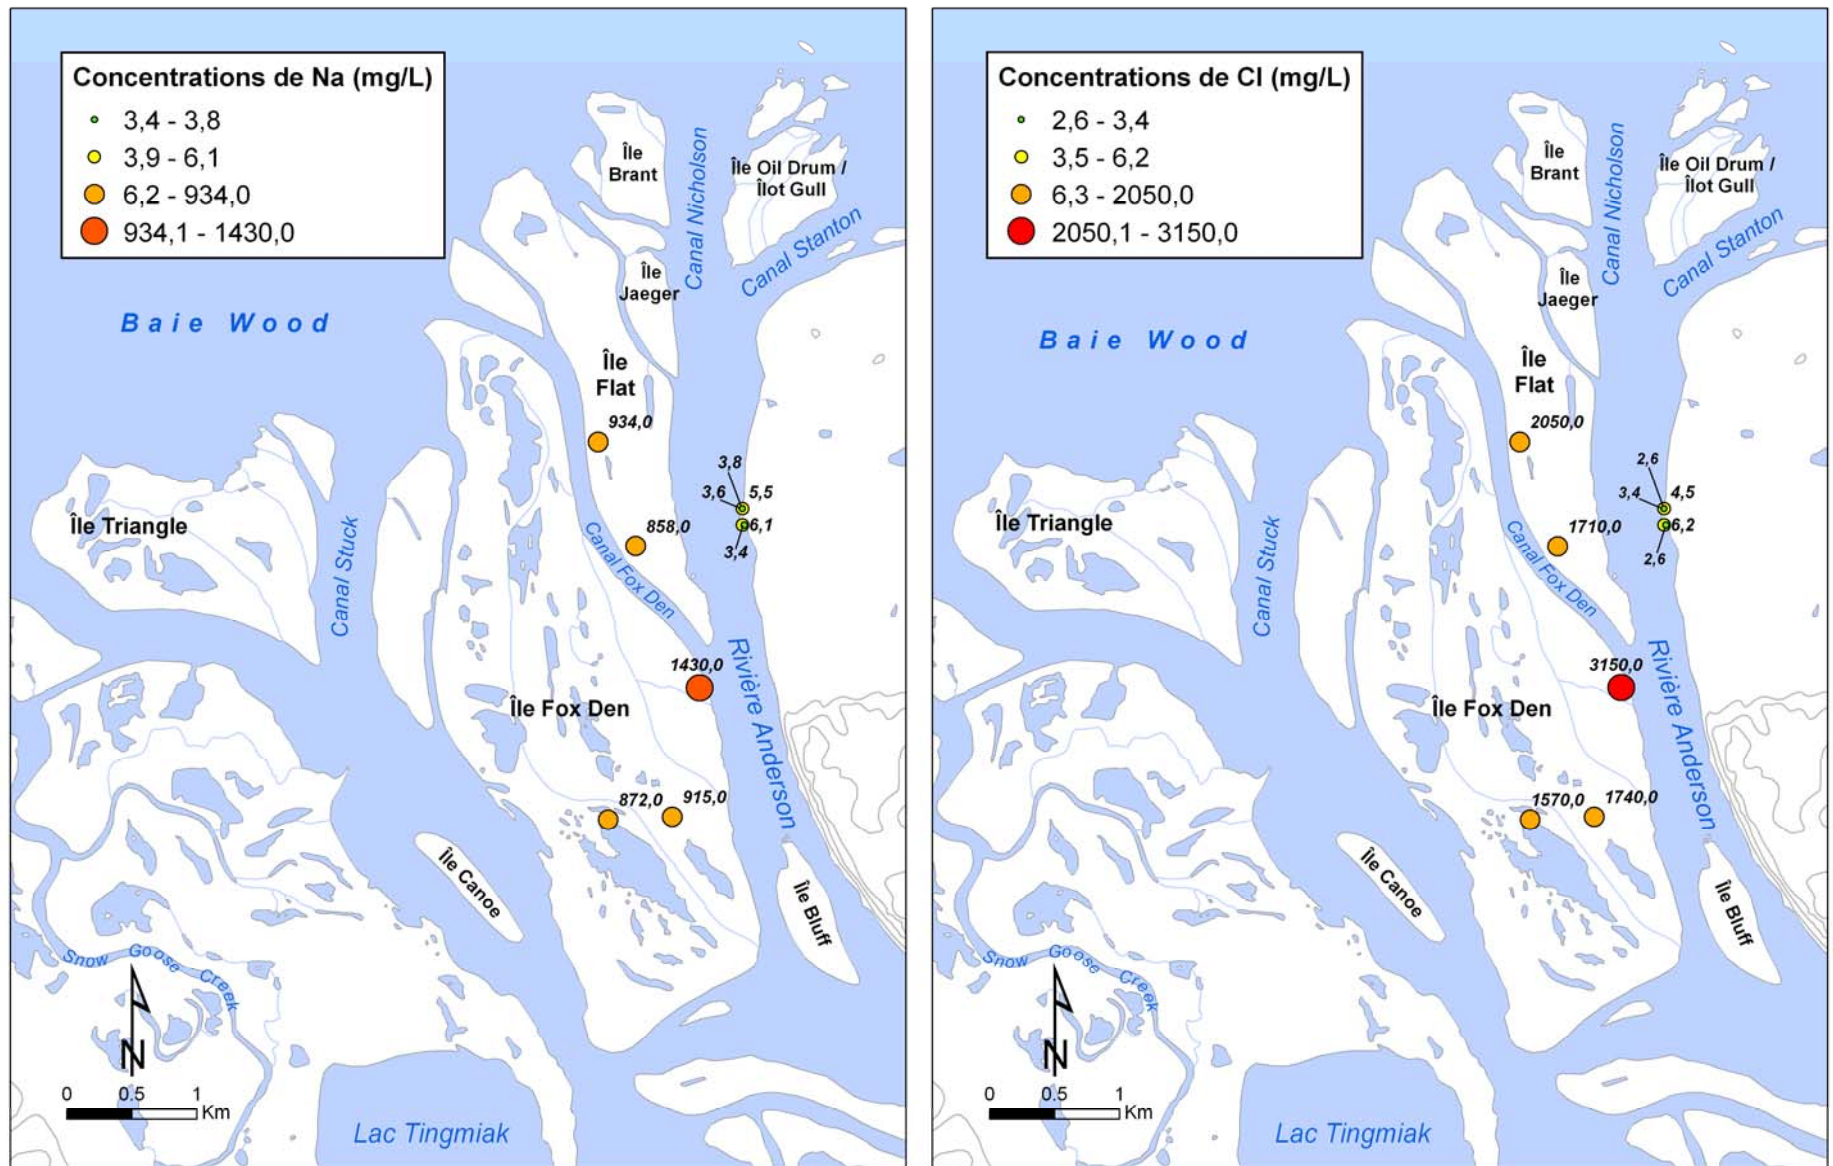 Concentrations de Na (mg/L)
3,4 - 3,8
3,9 - 6,1
6,2 - 934,0
934,1 - 1430,0
Île
Brant
Canal Nicholson
Île Oil Drum /
Îlot Gull
Canal Stanton
Île
Jaeger
Baie Wood
Île
Flat
934,0
3,8
3,6
5,5
6,1
3,4
858,0
Île Triangle
Canal Stuck
Canal Fox Den
1430,0
Rivière Anderson
Île Fox Den
872,0
915,0
Île Canoe
Île Bluff
Snow Goose Creek
N
0 0.5 1
Km
Lac Tingmiak
Concentrations de Cl (mg/L)
2,6 - 3,4
3,5 - 6,2
6,3 - 2050,0
2050,1 - 3150,0
Île
Brant
Canal Nicholson
Île Oil Drum /
Îlot Gull
Canal Stanton
Île
Jaeger
Baie Wood
Île
Flat
2050,0
2,6
3,4
4,5
6,2
2,6
1710,0
Île Triangle
Canal Stuck
Canal Fox Den
3150,0
Rivière Anderson
Île Fox Den
1570,0
1740,0
Île Canoe
Île Bluff
Snow Goose Creek
N
0 0.5 1
Km
Lac Tingmiak